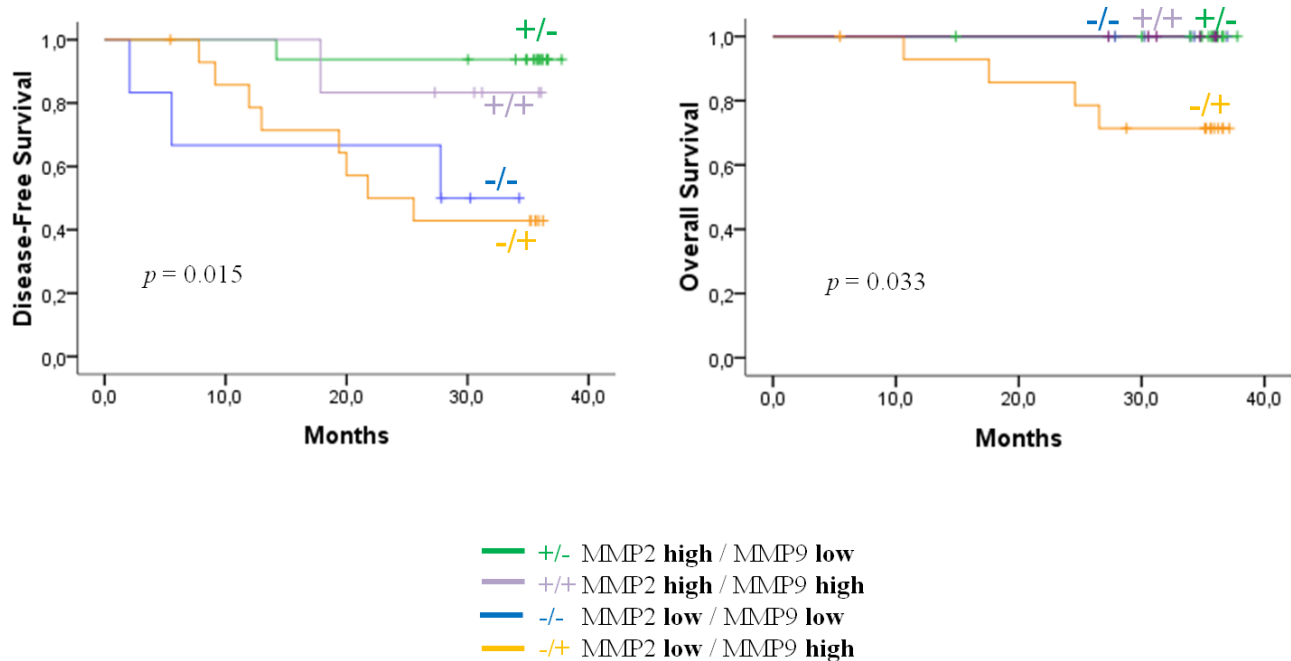 Disease-Free Survival
1,0
0,8
0,6
0,4
0,2
0,0
+/-
+/+
-/-
-/+
p = 0.015
0,0 10,0 20,0 30,0 40,0
Months
Overall Survival
1,0
0,8
0,6
0,4
0,2
0,0
-/- +/+ +/-
-/+
p = 0.033
0,0 10,0 20,0 30,0 40,0
Months
+/- MMP2 high / MMP9 low
+/+ MMP2 high / MMP9 high
-/- MMP2 low / MMP9 low
-/+ MMP2 low / MMP9 high